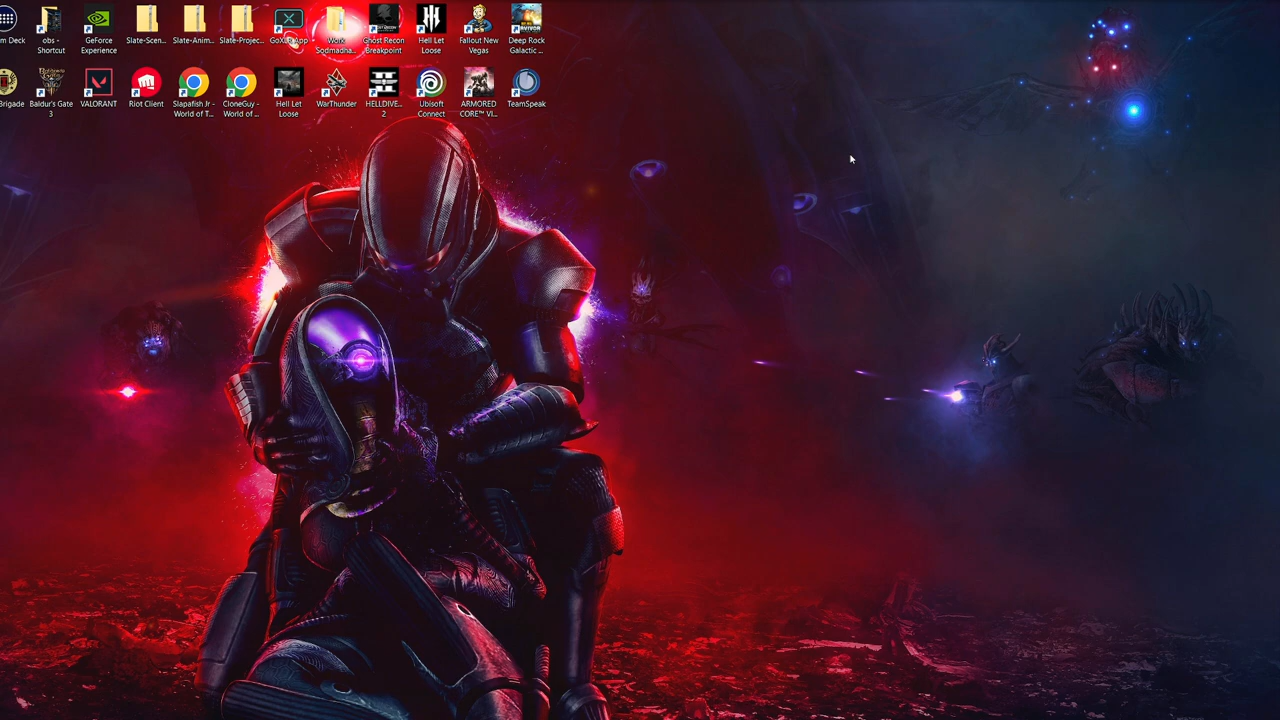 m Deck
obs -
Shortcut
GeForce
Experience
Slate-Scen...
Slate-Anim...
Slate-Projec...
GoXLR App
Work
Sodmadha...
Ghost Recon
Breakpoint
Hell Let
Loose
Fallout New
Vegas
Deep Rock
Galactic ...
Brigade
Baldur's Gate
3
VALORANT
Riot Client
Slapafish Jr -
World of T...
CloneGuy -
World of ...
Hell Let
Loose
WarThunder
HELLDIVE...
2
Ubisoft
Connect
ARMORED
CORE™ VI...
TeamSpeak